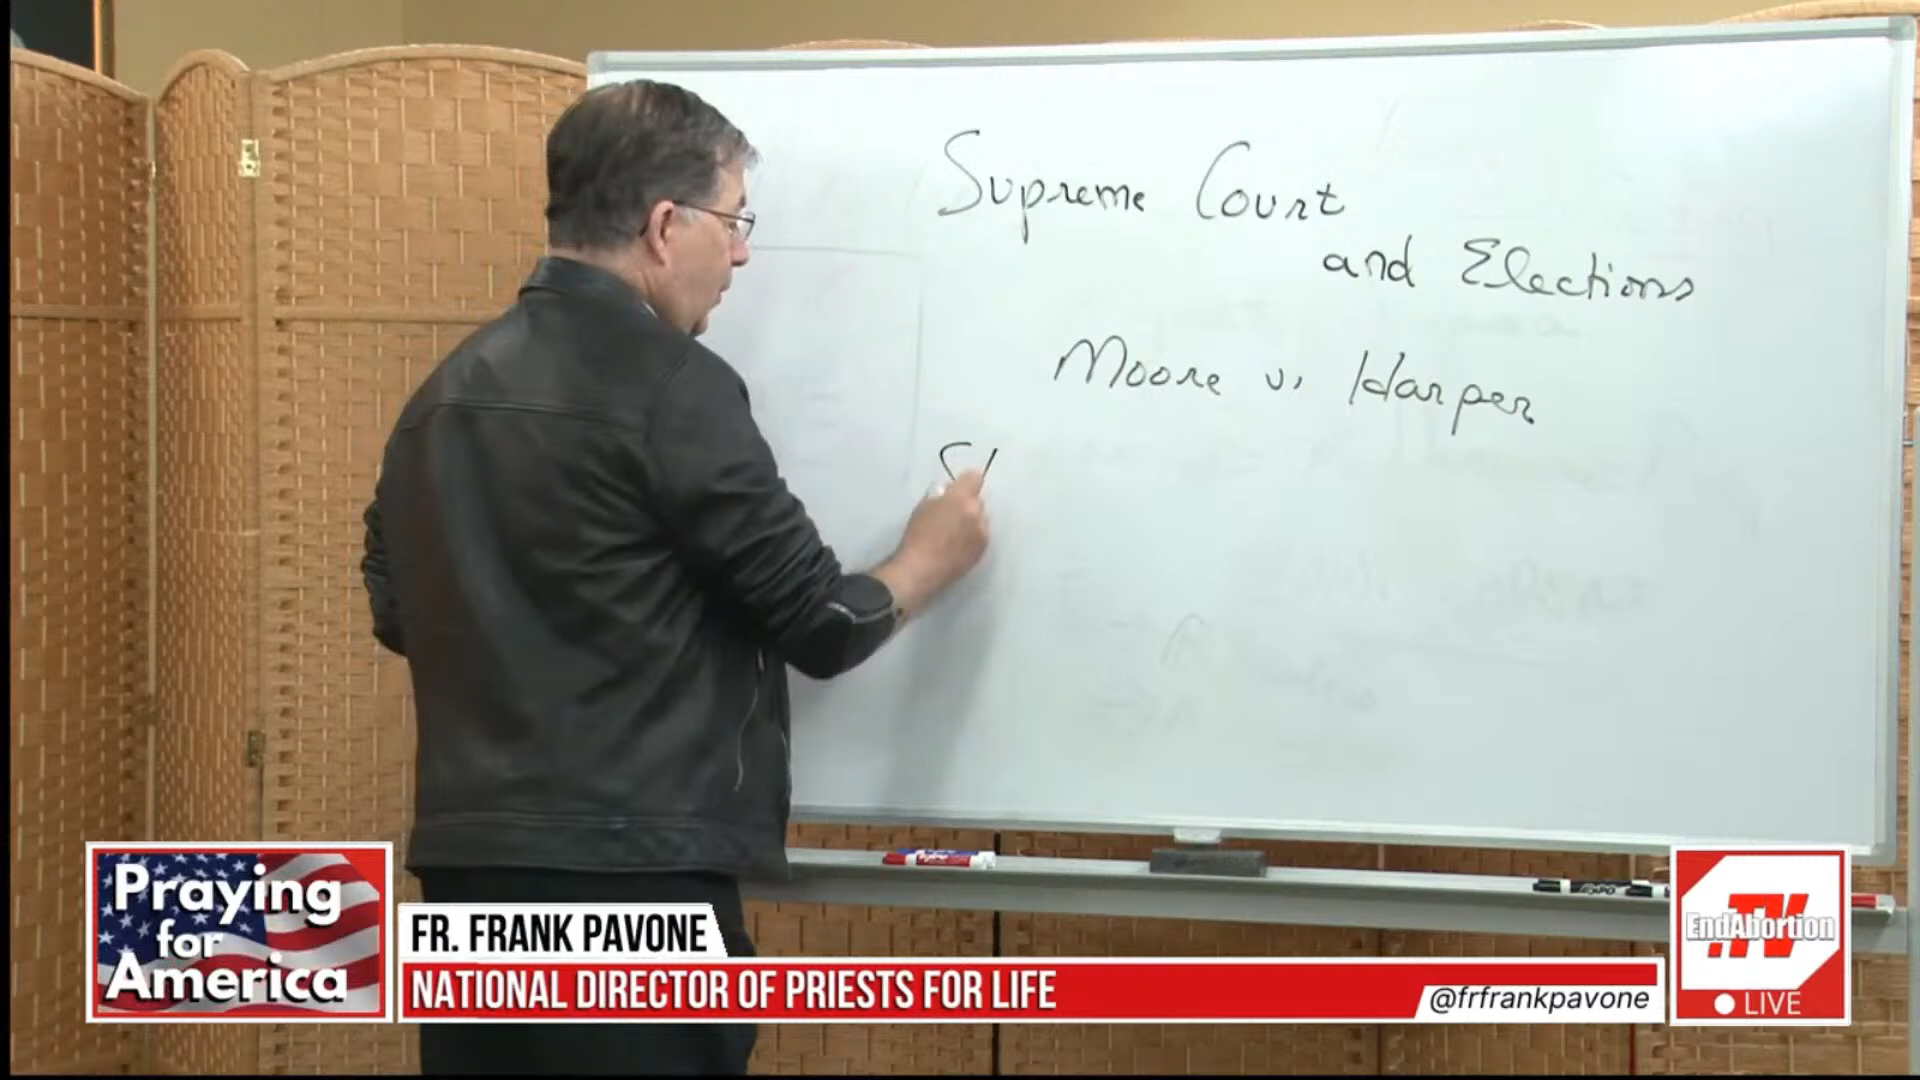 Supreme Court
and Elections
Moore v. Harper
Praying
for
America
FR. FRANK PAVONE
NATIONAL DIRECTOR OF PRIESTS FOR LIFE
@frfrankpavone
EndAbortion
.TV
LIVE
EXPO